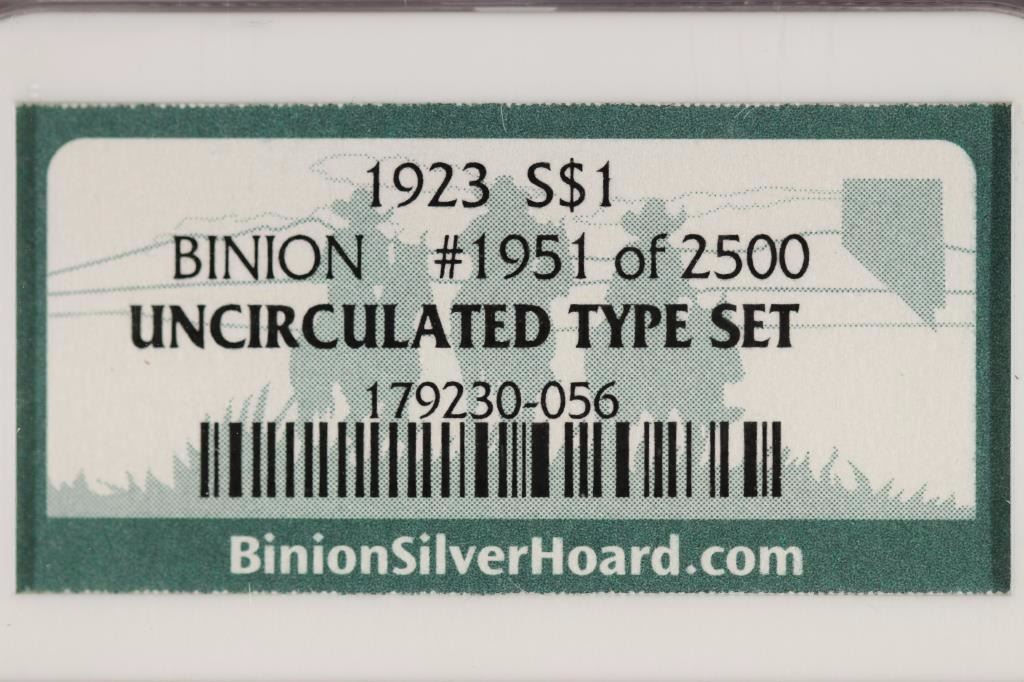 1923 S$1
BINION #1951 of 2500
UNCIRCULATED TYPE SET
179230-056
BinionSilverHoard.com